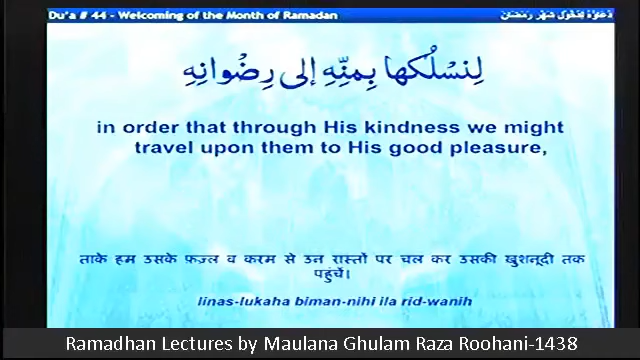 Du'a # 44 - Welcoming of the Month of Ramadan
لِنَسْلُكَهَا بِمَنِّهِ إِلى رِضْوَانِهِ
in order that through His kindness we might
travel upon them to His good pleasure,
ताके हम उसके फ़ज़्ल व करम से उन रास्तों पर चल कर उसकी खुशनूदी तक
पहुंचें।
linas-lukaha biman-nihi ila rid-wanih
Ramadhan Lectures by Maulana Ghulam Raza Roohani-1438